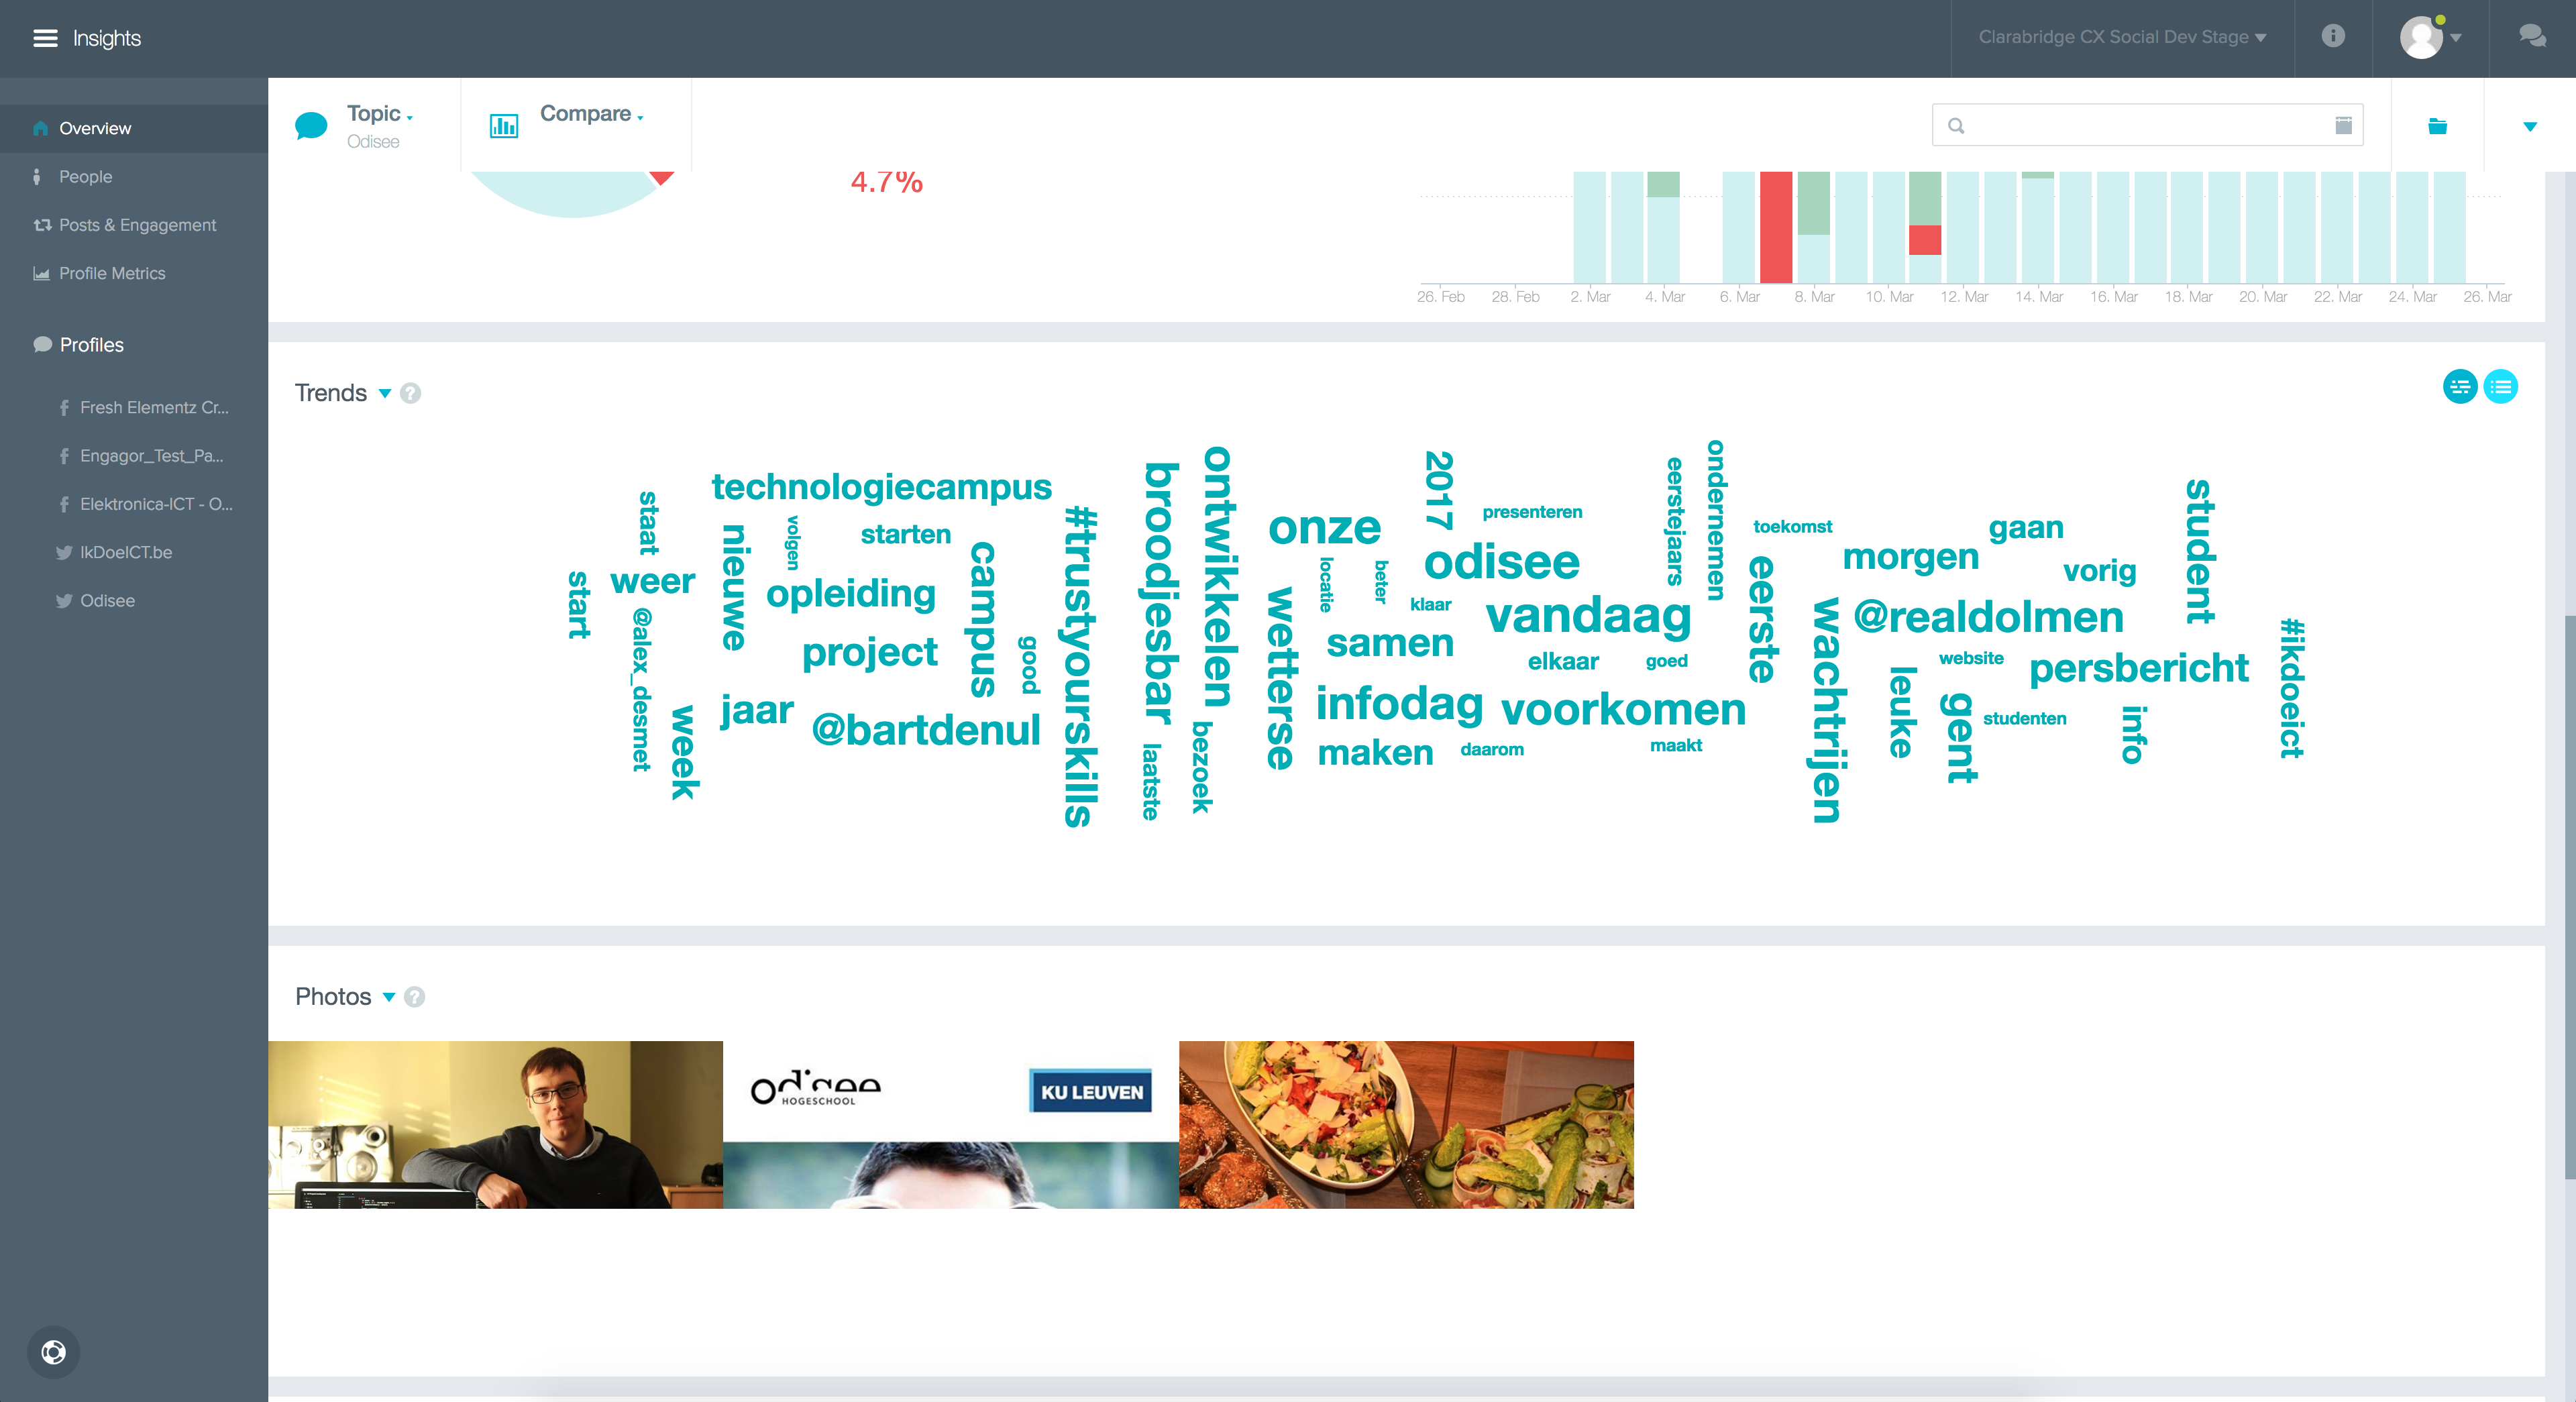 Insights
Clarabridge CX Social Dev Stage
Overview
People
Posts & Engagement
Profile Metrics
Profiles
Fresh Elementz Cr...
Engagor_Test_Pa...
Elektronica-ICT - O...
IkDoeICT.be
Odisee
Topic
Odisee
Compare
4.7%
26. Feb 28. Feb 2. Mar 4. Mar 6. Mar 8. Mar 10. Mar 12. Mar 14. Mar 16. Mar 18. Mar 20. Mar 22. Mar 24. Mar 26. Mar
Trends
?
start
staat
weer
@alex_desmet
week
technologiecampus
nieuwe
volgen
starten
opleiding
project
jaar
@bartdenul
campus
good
#trustyourskills
broodjesbar
laatste
ontwikkelen
bezoek
onze
wetterse
locatie
beter
2017
presenteren
odisee
klaar
vandaag
samen
elkaar
goed
infodag
voorkomen
maken
daarom
maakt
eerstejaars
ondernemen
eerste
toekomst
morgen
gaan
vorig
student
@realdolmen
wachtrijen
leuke
website
persbericht
gent
studenten
info
#ikdoeict
Photos
?
odisee
HOGESCHOOL
KU LEUVEN